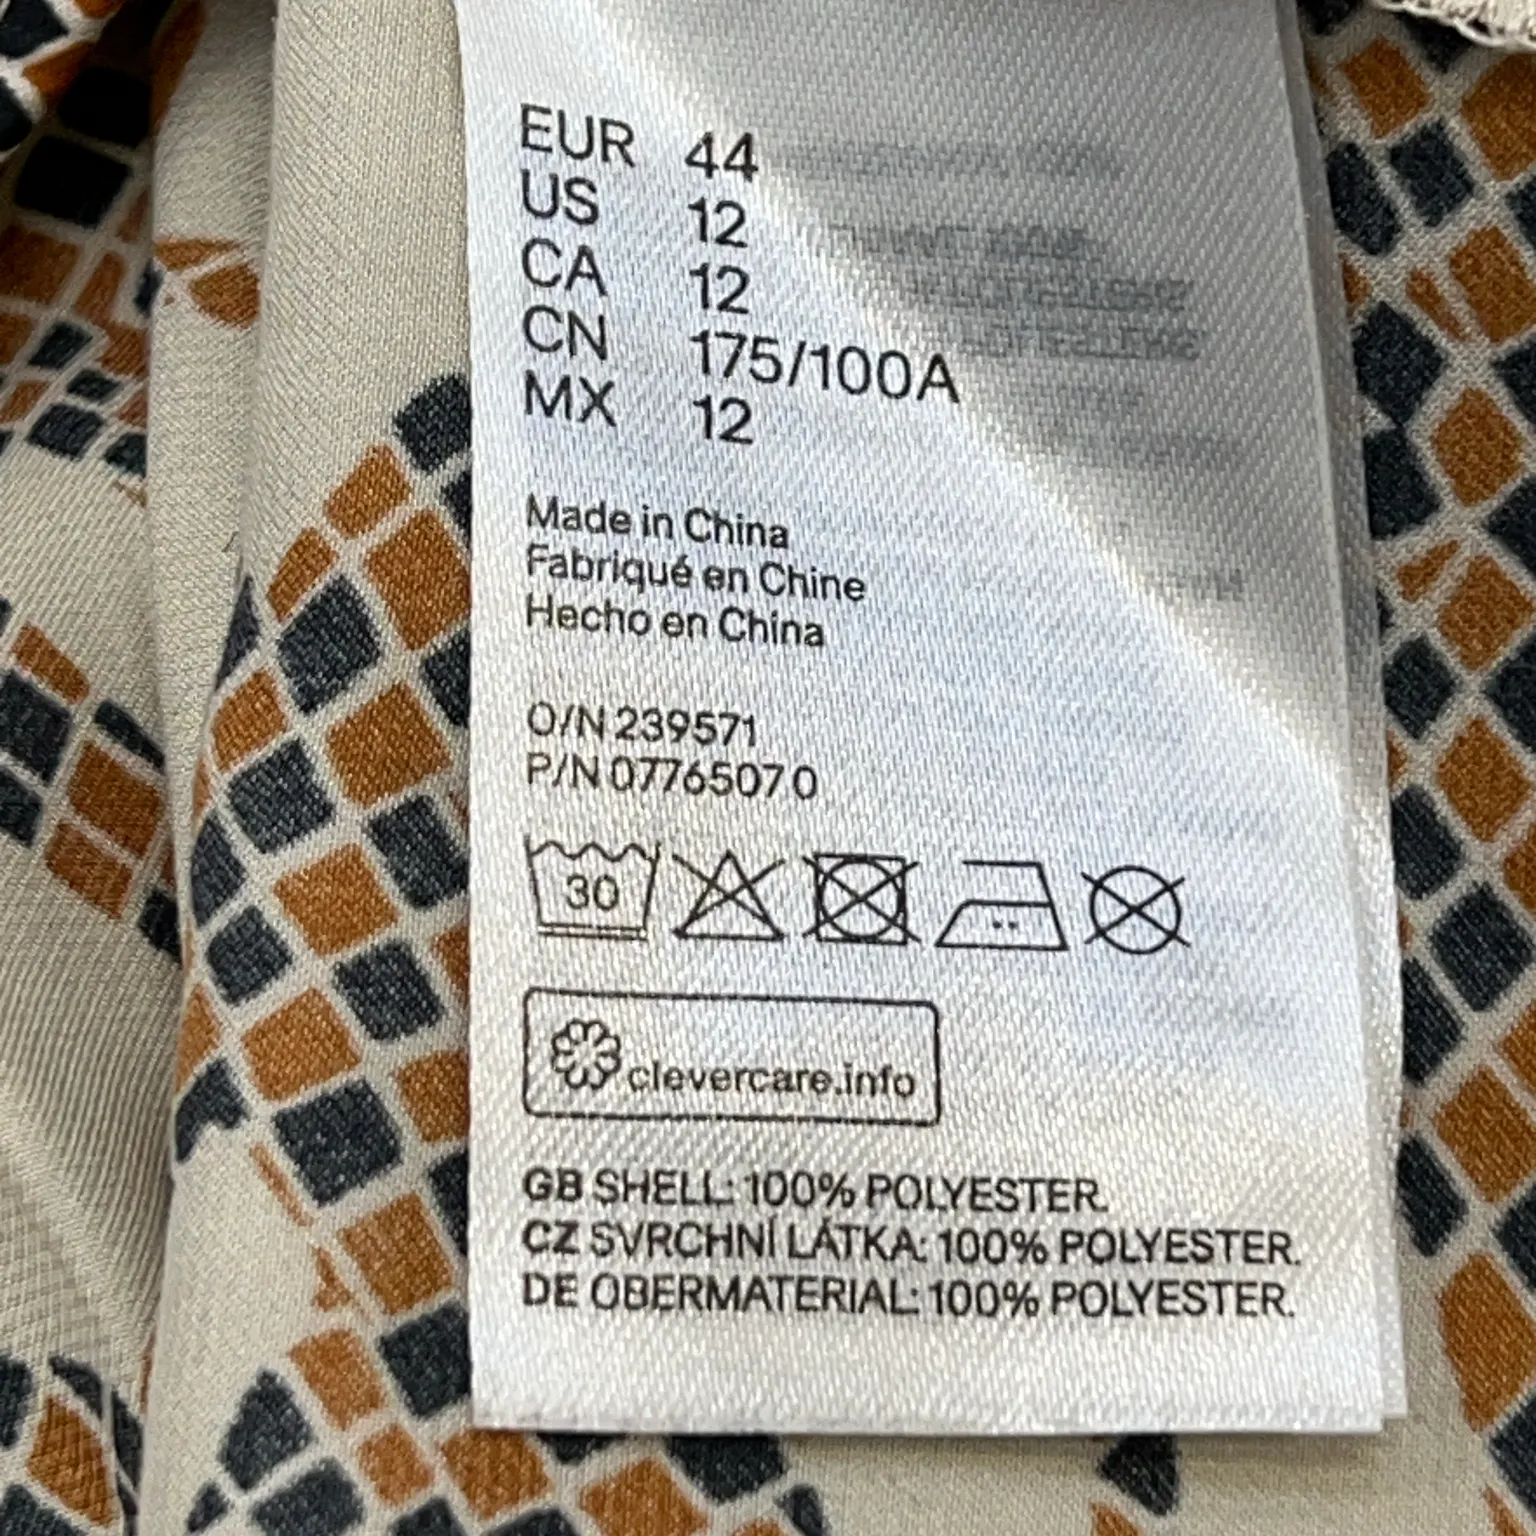 EUR 44
US 12
CA 12
CN 175/100A
MX 12
Made in China
Fabriqué en Chine
Hecho en China
O/N 239571
P/N 07765070
30
clevercare.info
GB SHELL: 100% POLYESTER.
CZ SVRCHNÍ LÁTKA: 100% POLYESTER.
DE OBERMATERIAL: 100% POLYESTER.